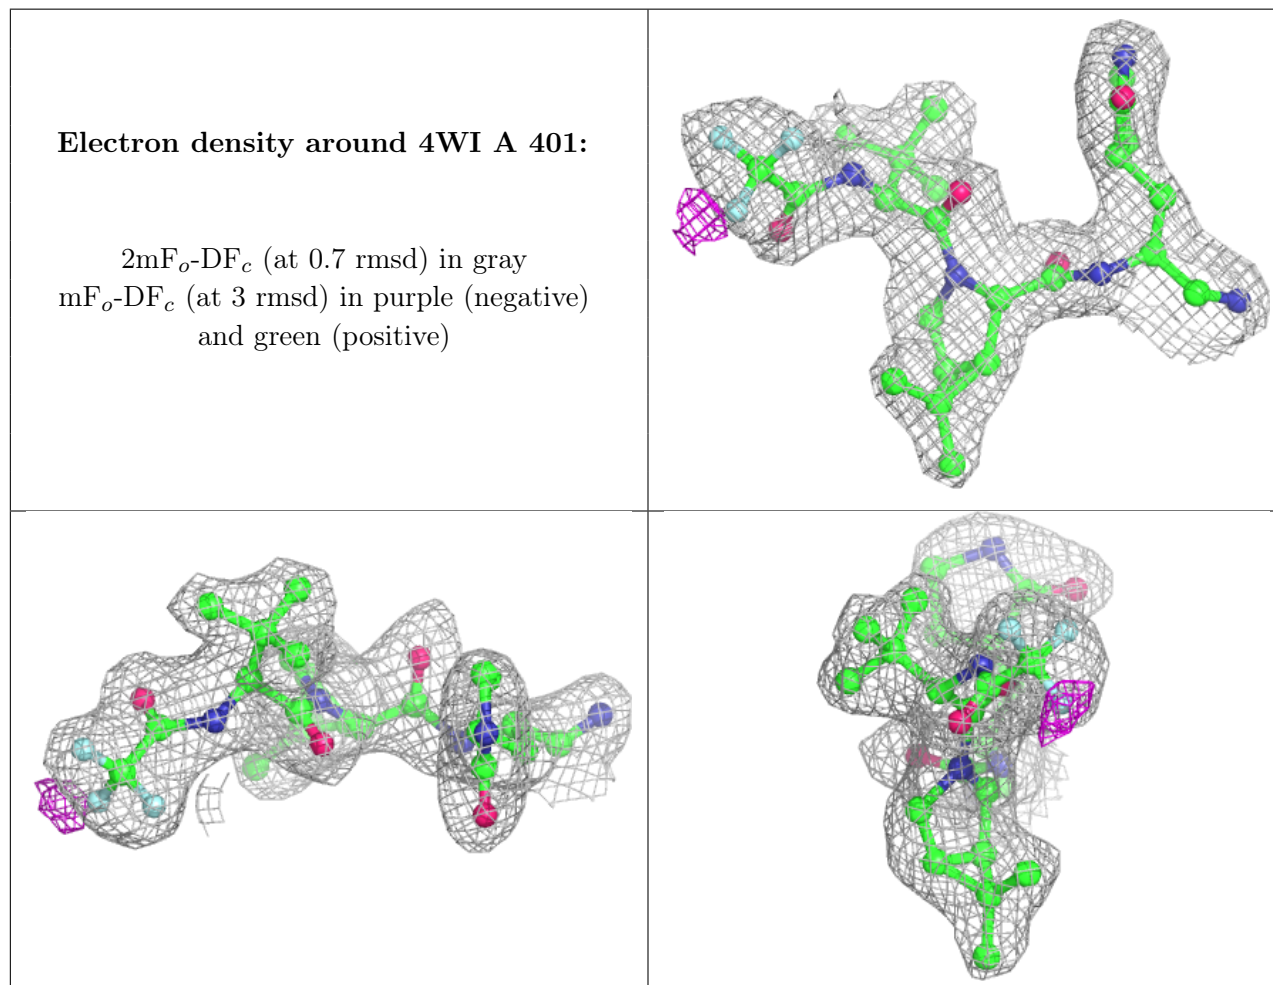 Electron density around 4WI A 401:
2mFo-DFc (at 0.7 rmsd) in gray
mFo-DFc (at 3 rmsd) in purple (negative)
and green (positive)